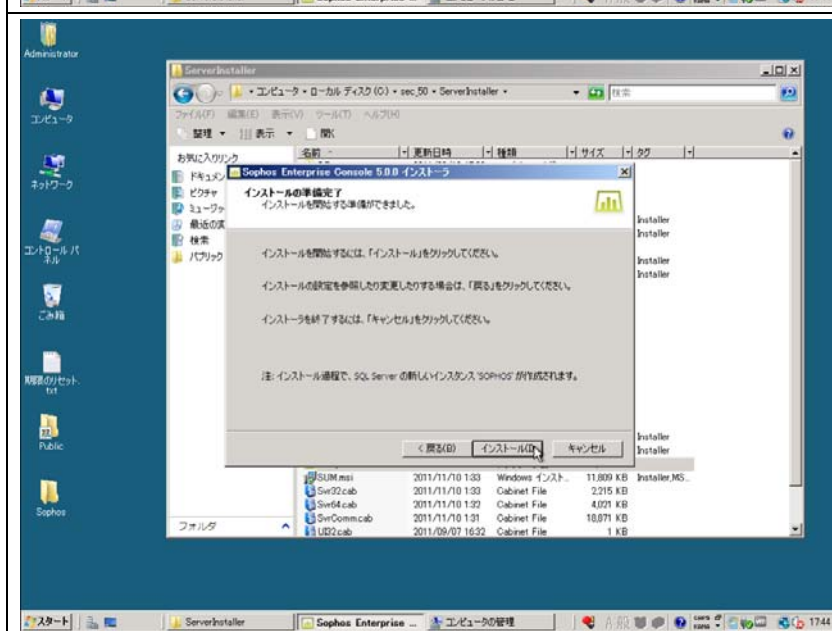 Administrator
コンピュータ
ネットワーク
コントロール パネル
ごみ箱
期限のリセット.txt
Public
Sophos
ServerInstaller
コンピュータ • ローカル ディスク (C) • sec_50 • ServerInstaller
検索
ファイル(F) 編集(E) 表示(V) ツール(T) ヘルプ(H)
整理 表示 開く
お気に入りリンク
ピクチャ
検索
パブリック
フォルダ
名前 更新日時 種類 サイズ タグ
Sophos Enterprise Console 5.0.0 インストーラ
インストールの準備完了
インストールを開始する準備ができました。
インストールを開始するには、「インストール」をクリックしてください。
インストールの設定を参照したり変更したりする場合は、「戻る」をクリックしてください。
インストーラを終了するには、「キャンセル」をクリックしてください。
注: インストール過程で、SQL Server の新しいインスタンス 'SOPHOS' が作成されます。
< 戻る(B) インストール(I) キャンセル
Installer
Installer
Installer
Installer
Installer
Installer
SUM.msi 2011/11/10 1:33 Windows インスト... 11,809 KB Installer,MS...
Svr32.cab 2011/11/10 1:33 Cabinet File 2,215 KB
Svr64.cab 2011/11/10 1:32 Cabinet File 4,021 KB
SvrComm.cab 2011/11/10 1:31 Cabinet File 18,871 KB
UI32.cab 2011/09/07 16:32 Cabinet File 1 KB
スタート ServerInstaller Sophos Enterprise ... コンピュータの管理 A 般 CAPS KANA 17:44